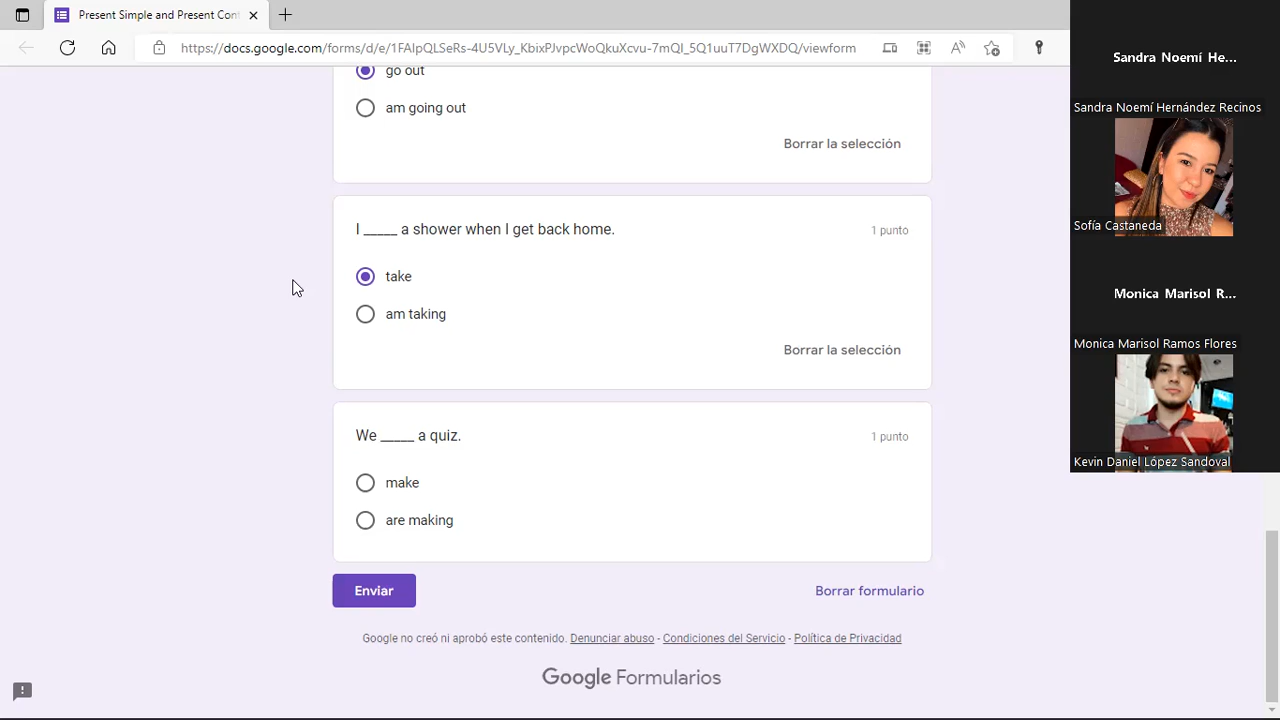 Present Simple and Present Cont
https://docs.google.com/forms/d/e/1FAIpQLSeRs-4U5VLy_KbixPJvpcWoQkuXcvu-7mQI_5Q1uuT7DgWXDQ/viewform
go out
am going out
Borrar la selección
I _____ a shower when I get back home.
1 punto
take
am taking
Borrar la selección
We _____ a quiz.
1 punto
make
are making
Enviar
Borrar formulario
Google no creó ni aprobó este contenido. Denunciar abuso - Condiciones del Servicio - Política de Privacidad
Google Formularios
Sandra Noemí He...
Sandra Noemí Hernández Recinos
Sofía Castaneda
Monica Marisol R...
Monica Marisol Ramos Flores
Kevin Daniel López Sandoval